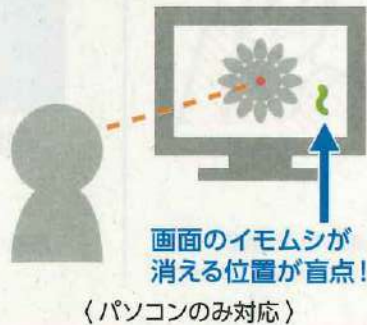 画面のイモムシが
消える位置が盲点!
〈パソコンのみ対応〉